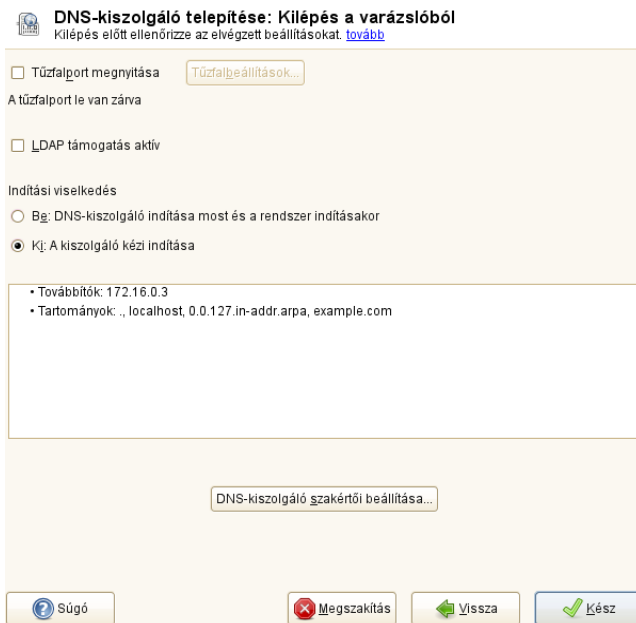 DNS-kiszolgáló telepítése: Kilépés a varázslóból
Kilépés előtt ellenőrizze az elvégzett beállításokat. tovább
Tűzfalport megnyitása
Tűzfalbeállítások...
A tűzfalport le van zárva
LDAP támogatás aktív
Indítási viselkedés
Be: DNS-kiszolgáló indítása most és a rendszer indításakor
Ki: A kiszolgáló kézi indítása
• Továbbítók: 172.16.0.3
• Tartományok: ., localhost, 0.0.127.in-addr.arpa, example.com
DNS-kiszolgáló szakértői beállítása...
Súgó
Megszakítás
Vissza
Kész